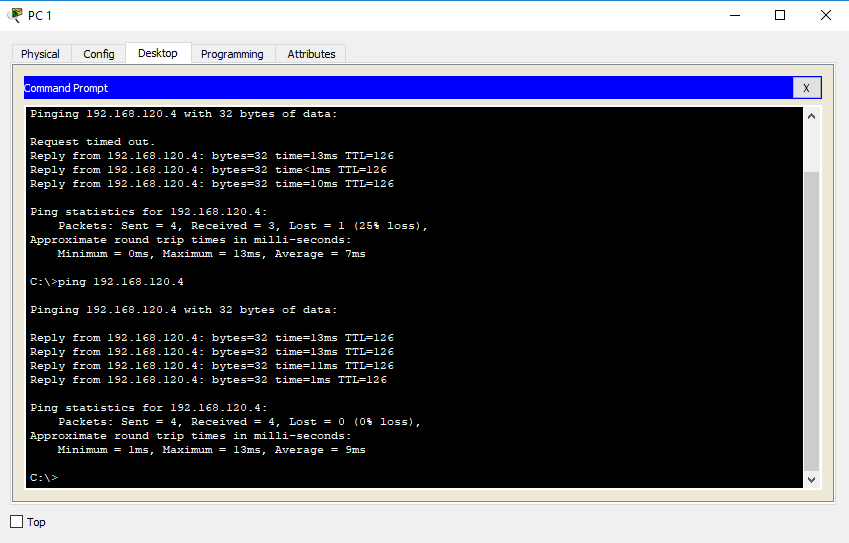 PC 1
Physical Config Desktop Programming Attributes
Command Prompt X
Pinging 192.168.120.4 with 32 bytes of data:
Request timed out.
Reply from 192.168.120.4: bytes=32 time=13ms TTL=126
Reply from 192.168.120.4: bytes=32 time<1ms TTL=126
Reply from 192.168.120.4: bytes=32 time=10ms TTL=126
Ping statistics for 192.168.120.4:
Packets: Sent = 4, Received = 3, Lost = 1 (25% loss),
Approximate round trip times in milli-seconds:
Minimum = 0ms, Maximum = 13ms, Average = 7ms
C:\>ping 192.168.120.4
Pinging 192.168.120.4 with 32 bytes of data:
Reply from 192.168.120.4: bytes=32 time=13ms TTL=126
Reply from 192.168.120.4: bytes=32 time=13ms TTL=126
Reply from 192.168.120.4: bytes=32 time=11ms TTL=126
Reply from 192.168.120.4: bytes=32 time=1ms TTL=126
Ping statistics for 192.168.120.4:
Packets: Sent = 4, Received = 4, Lost = 0 (0% loss),
Approximate round trip times in milli-seconds:
Minimum = 1ms, Maximum = 13ms, Average = 9ms
C:\>
Top